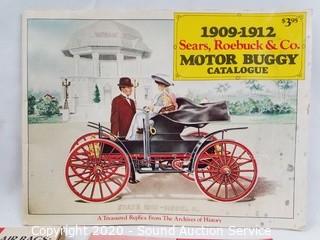 $3.95
1909-1912
Sears, Roebuck & Co.
MOTOR BUGGY
CATALOGUE
A Treasured Replica From The Archives of History
Copyright 2020 - Sound Auction Service